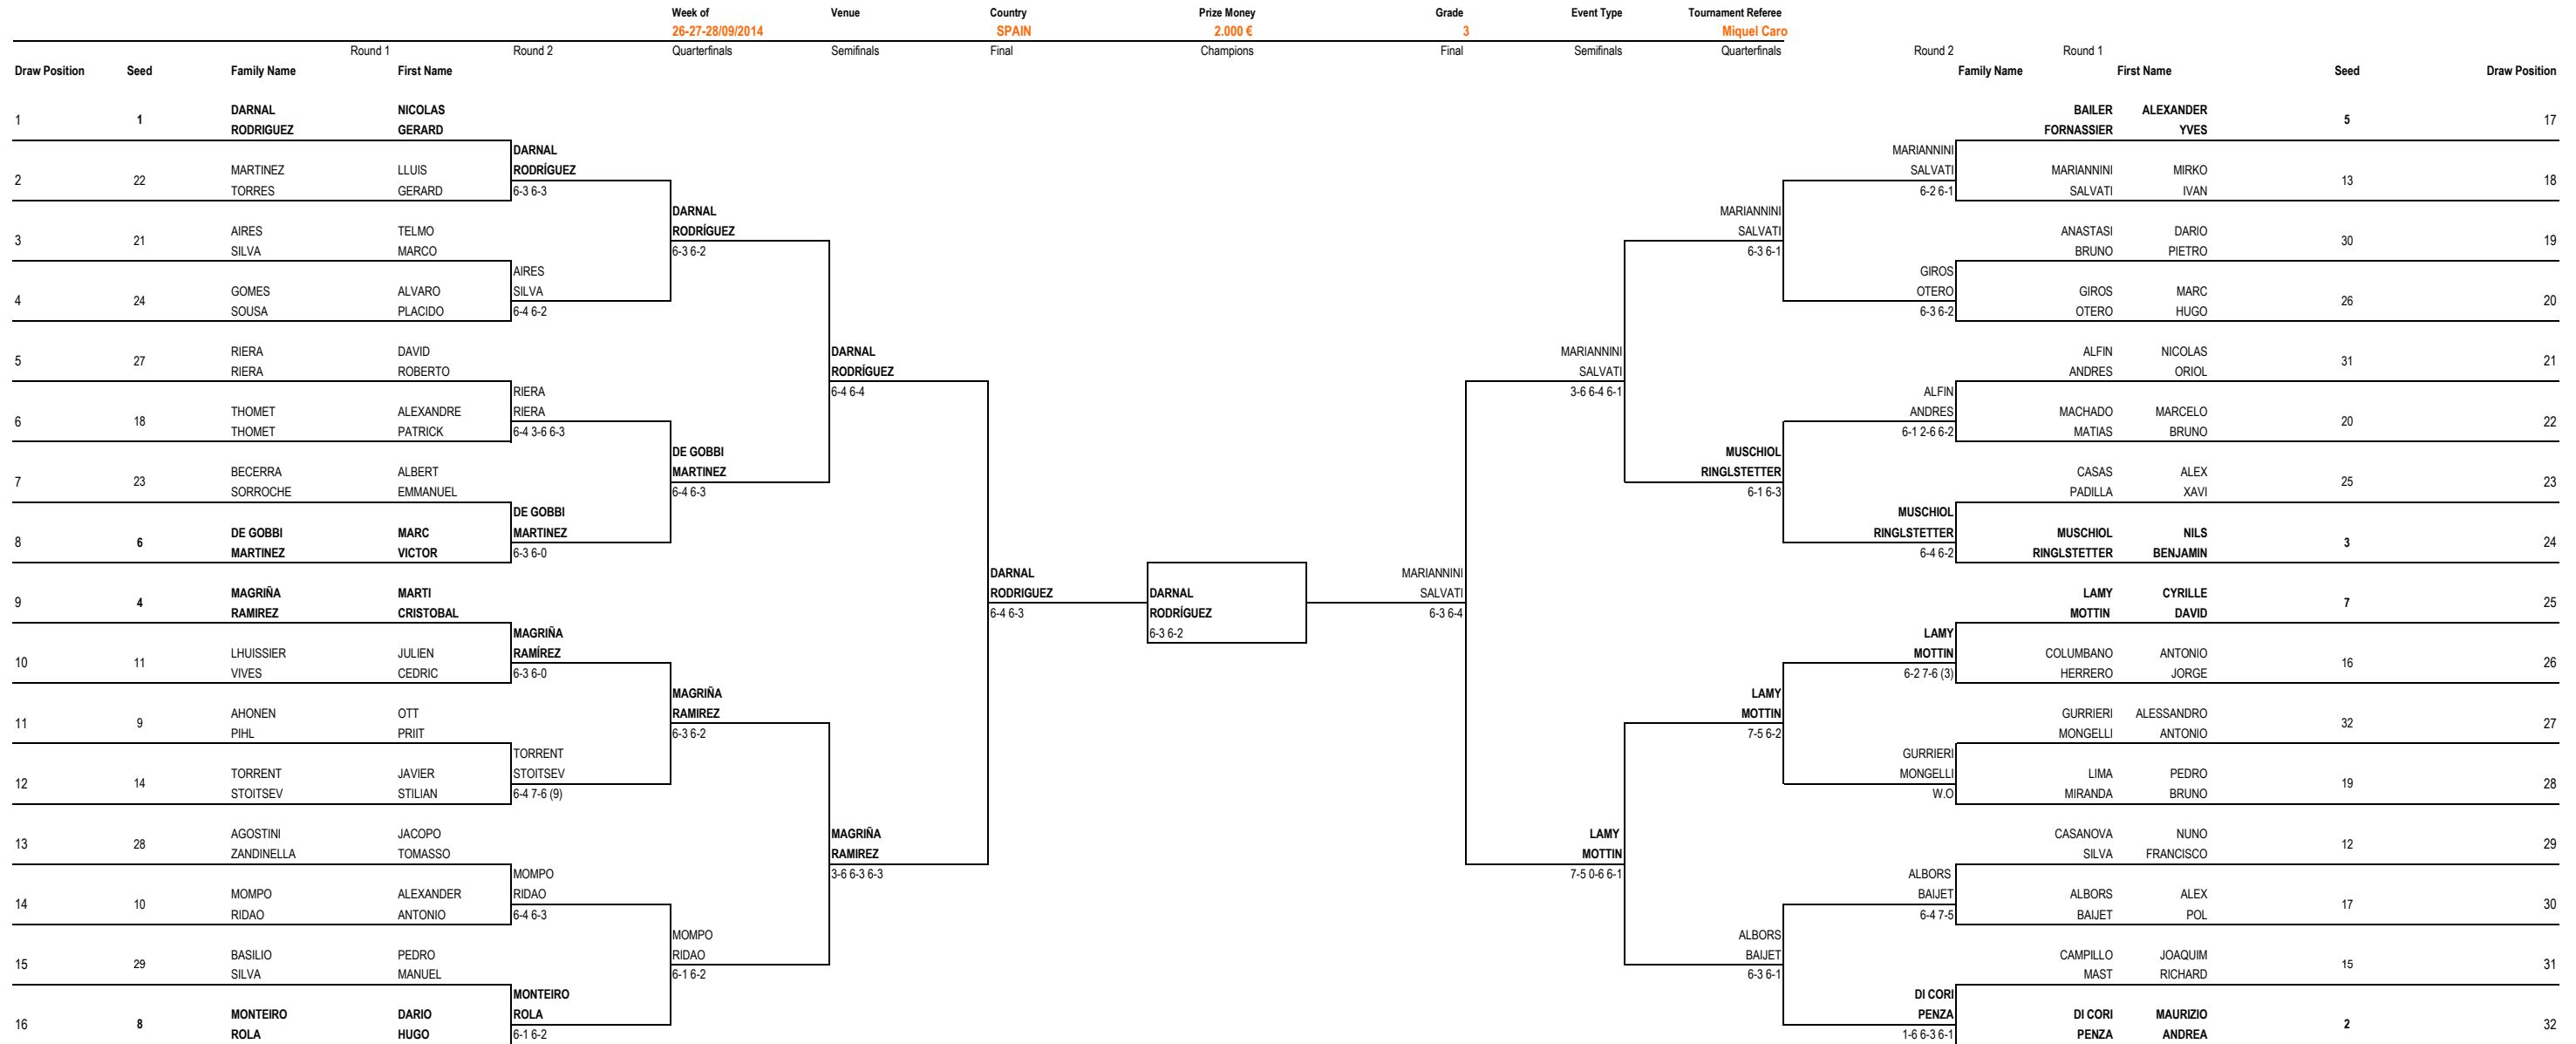 Week of Venue Country Prize Money Grade Event Type Tournament Referee
26-27-28/09/2014 SPAIN 2.000 € 3 Miquel Caro
Round 1 Round 2 Quarterfinals Semifinals Final Champions Final Semifinals Quarterfinals Round 2 Round 1
Draw Position Seed Family Name First Name Family Name First Name Seed Draw Position
DARNAL NICOLAS BAILER ALEXANDER
1 1 5 17
RODRIGUEZ GERARD FORNASSIER YVES
DARNAL MARIANNINI
MARTINEZ LLUIS RODRÍGUEZ SALVATI MARIANNINI MIRKO
2 22 13 18
TORRES GERARD 6-3 6-3 6-2 6-1 SALVATI IVAN
DARNAL MARIANNINI
AIRES TELMO RODRÍGUEZ SALVATI ANASTASI DARIO
3 21 30 19
SILVA MARCO 6-3 6-2 6-3 6-1 BRUNO PIETRO
AIRES GIROS
GOMES ALVARO SILVA OTERO GIROS MARC
4 24 26 20
SOUSA PLACIDO 6-4 6-2 6-3 6-2 OTERO HUGO
RIERA DAVID DARNAL MARIANNINI ALFIN NICOLAS
5 27 31 21
RIERA ROBERTO RODRÍGUEZ SALVATI ANDRES ORIOL
RIERA 6-4 6-4 3-6 6-4 6-1 ALFIN
THOMET ALEXANDRE RIERA ANDRES MACHADO MARCELO
6 18 20 22
THOMET PATRICK 6-4 3-6 6-3 6-1 2-6 6-2 MATIAS BRUNO
DE GOBBI MUSCHIOL
BECERRA ALBERT MARTINEZ RINGLSTETTER CASAS ALEX
7 23 25 23
SORROCHE EMMANUEL 6-4 6-3 6-1 6-3 PADILLA XAVI
DE GOBBI MUSCHIOL
DE GOBBI MARC MARTINEZ RINGLSTETTER MUSCHIOL NILS
8 6 3 24
MARTINEZ VICTOR 6-3 6-0 6-4 6-2 RINGLSTETTER BENJAMIN
DARNAL MARIANNINI
MAGRIÑA MARTI RODRIGUEZ DARNAL SALVATI LAMY CYRILLE
9 4 7 25
RAMIREZ CRISTOBAL 6-4 6-3 RODRÍGUEZ 6-3 6-4 MOTTIN DAVID
MAGRIÑA 6-3 6-2 LAMY
LHUISSIER JULIEN RAMÍREZ MOTTIN COLUMBANO ANTONIO
10 11 16 26
VIVES CEDRIC 6-3 6-0 6-2 7-6 (3) HERRERO JORGE
MAGRIÑA LAMY
AHONEN OTT RAMIREZ MOTTIN GURRIERI ALESSANDRO
11 9 32 27
PIHL PRIIT 6-3 6-2 7-5 6-2 MONGELLI ANTONIO
TORRENT GURRIERI
TORRENT JAVIER STOITSEV MONGELLI LIMA PEDRO
12 14 19 28
STOITSEV STILIAN 6-4 7-6 (9) W.O MIRANDA BRUNO
AGOSTINI JACOPO MAGRIÑA LAMY CASANOVA NUNO
13 28 12 29
ZANDINELLA TOMASSO RAMIREZ MOTTIN SILVA FRANCISCO
MOMPO 3-6 6-3 6-3 7-5 0-6 6-1 ALBORS
MOMPO ALEXANDER RIDAO BAIJET ALBORS ALEX
14 10 17 30
RIDAO ANTONIO 6-4 6-3 6-4 7-5 BAIJET POL
MOMPO ALBORS
BASILIO PEDRO RIDAO BAIJET CAMPILLO JOAQUIM
15 29 15 31
SILVA MANUEL 6-1 6-2 6-3 6-1 MAST RICHARD
MONTEIRO DI CORI
MONTEIRO DARIO ROLA PENZA DI CORI MAURIZIO
16 8 2 32
ROLA HUGO 6-1 6-2 1-6 6-3 6-1 PENZA ANDREA